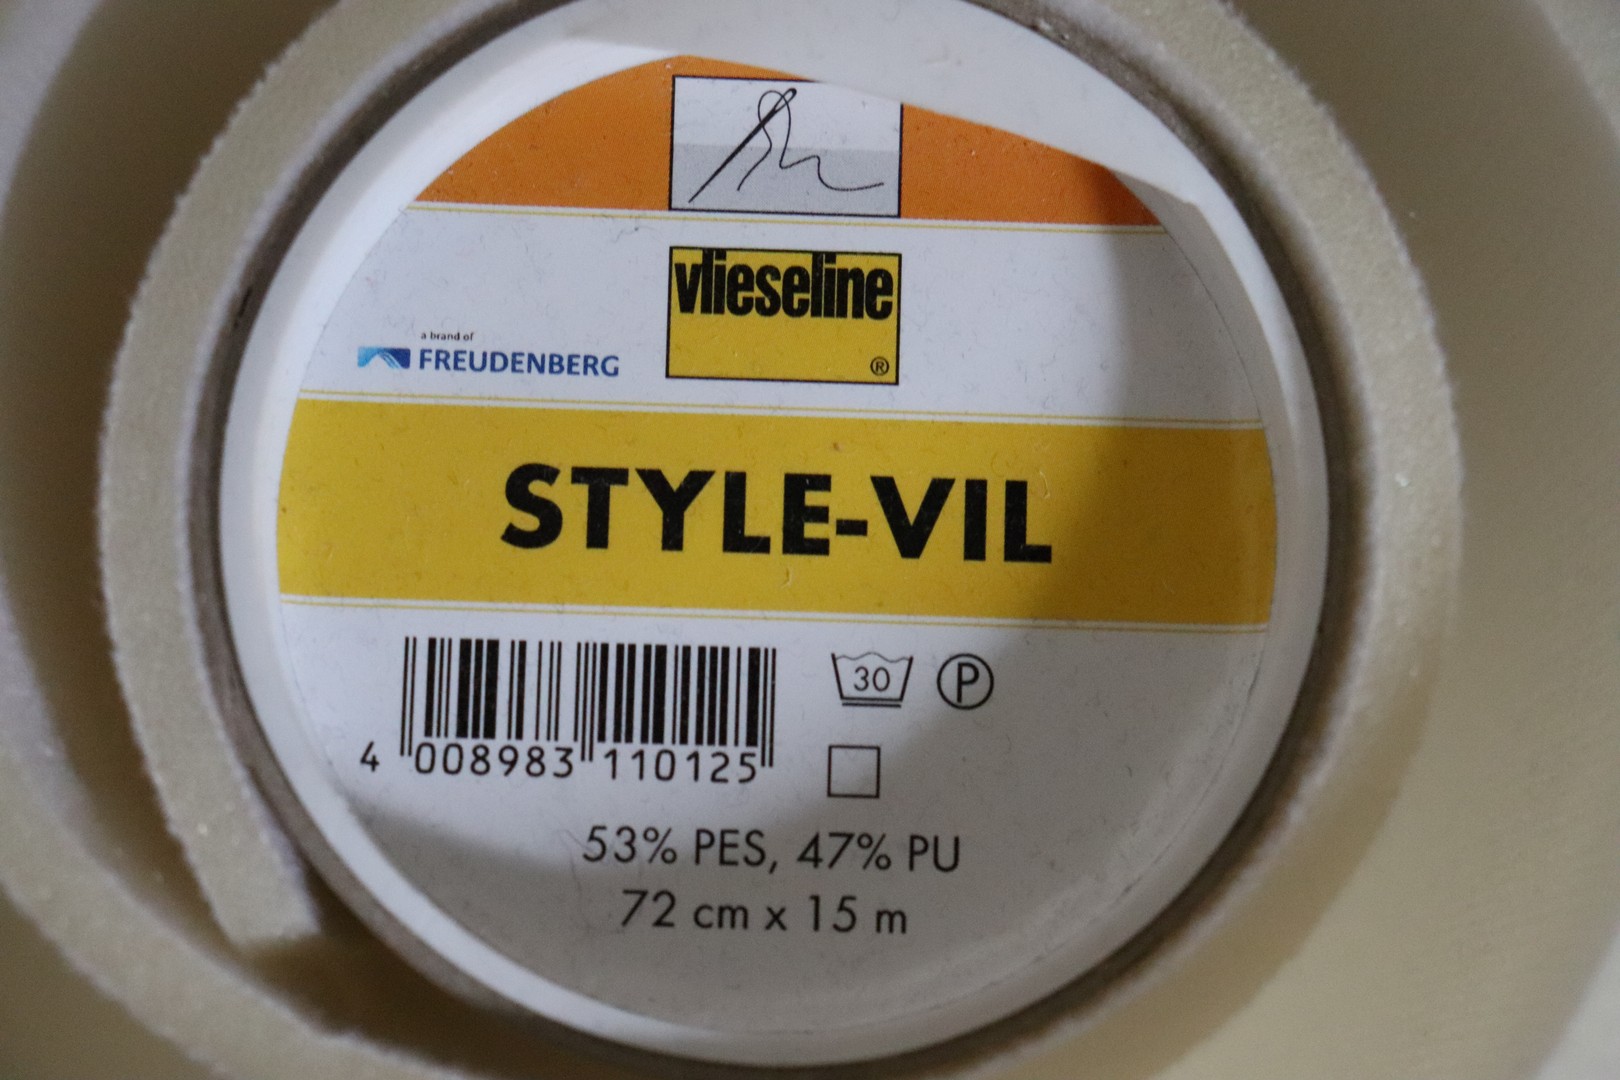 vlieseline
®
a brand of
FREUDENBERG
STYLE-VIL
30 P
4 008983 110125
53% PES, 47% PU
72 cm x 15 m